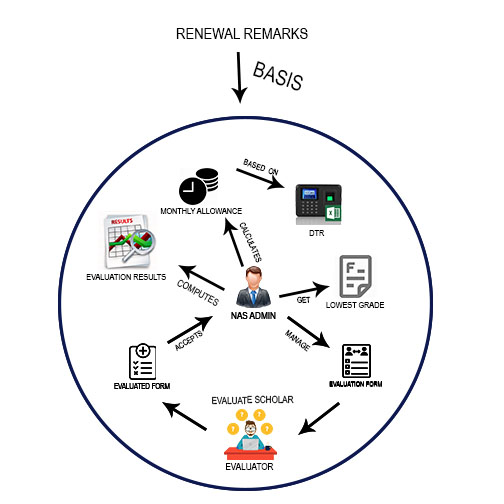 RENEWAL REMARKS
BASIS
BASED ON
MONTHLY ALLOWANCE
DTR
CALCULATES
RESULTS
EVALUATION RESULTS
COMPUTES
NAS ADMIN
GET
F
LOWEST GRADE
ACCEPTS
MANAGE
EVALUATED FORM
EVALUATION FORM
EVALUATE SCHOLAR
? ? ?
EVALUATOR